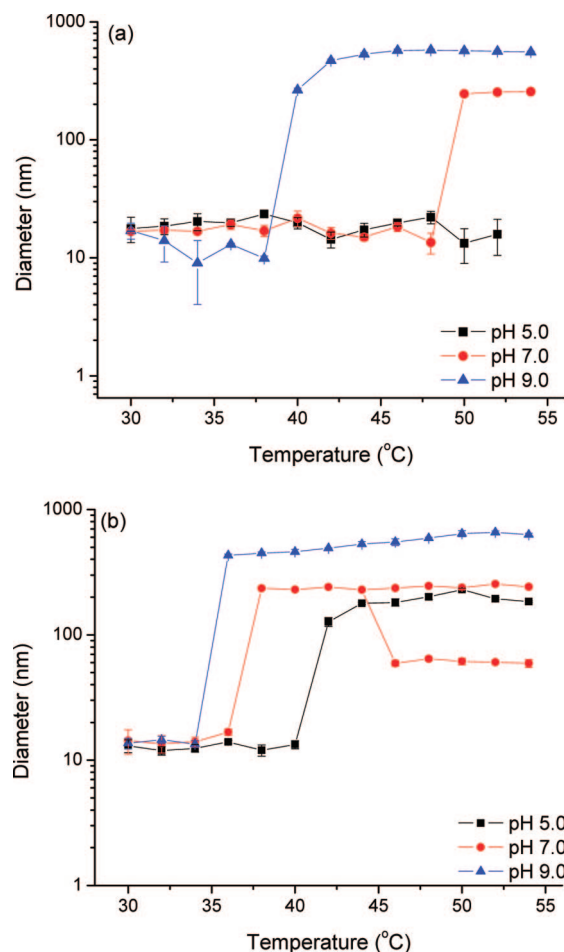 (a)
1000
100
10
1
Diameter (nm)
pH 5.0
pH 7.0
pH 9.0
30 35 40 45 50 55
Temperature (°C)
(b)
1000
100
10
1
Diameter (nm)
pH 5.0
pH 7.0
pH 9.0
30 35 40 45 50 55
Temperature (°C)